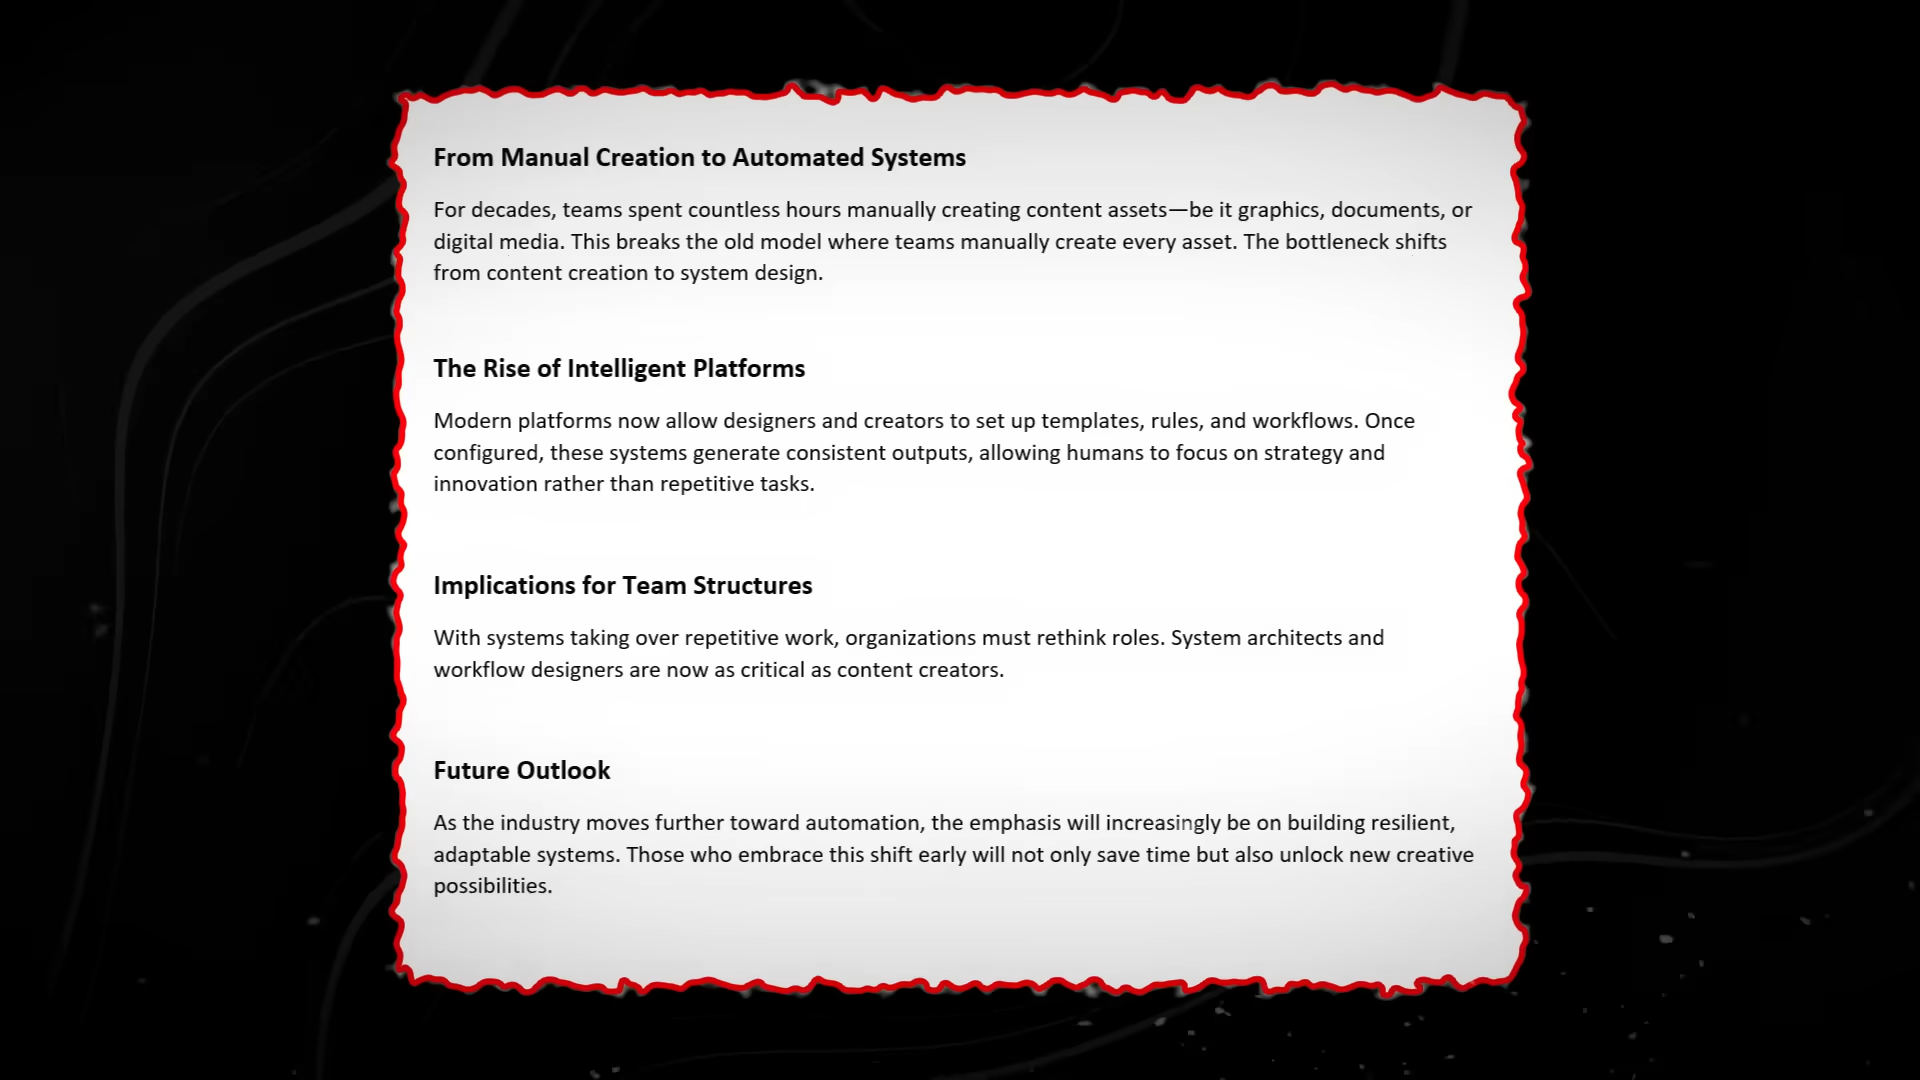 From Manual Creation to Automated Systems
For decades, teams spent countless hours manually creating content assets—be it graphics, documents, or
digital media. This breaks the old model where teams manually create every asset. The bottleneck shifts
from content creation to system design.
The Rise of Intelligent Platforms
Modern platforms now allow designers and creators to set up templates, rules, and workflows. Once
configured, these systems generate consistent outputs, allowing humans to focus on strategy and
innovation rather than repetitive tasks.
Implications for Team Structures
With systems taking over repetitive work, organizations must rethink roles. System architects and
workflow designers are now as critical as content creators.
Future Outlook
As the industry moves further toward automation, the emphasis will increasingly be on building resilient,
adaptable systems. Those who embrace this shift early will not only save time but also unlock new creative
possibilities.